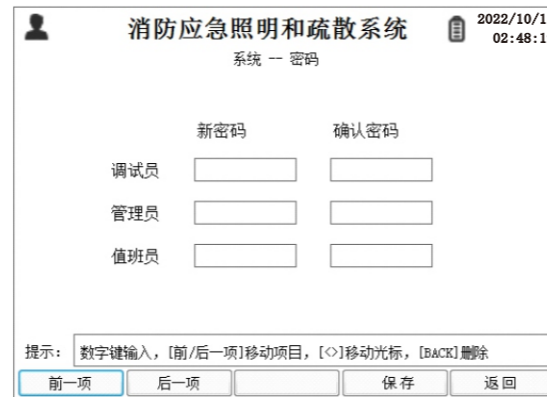 消防应急照明和疏散系统
2022/10/1
02:48:1
系统 -- 密码
新密码 确认密码
调试员
管理员
值班员
提示： 数字键输入，[前/后一项]移动项目，[<>]移动光标，[BACK]删除
前一项 后一项 保存 返回